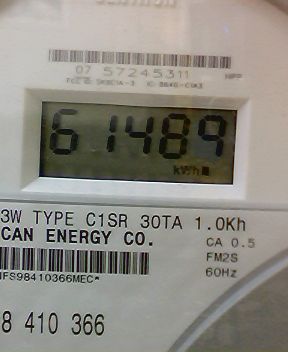 07 57245311 NPP
61489
kWh
3W TYPE C1SR 30TA 1.0Kh
CAN ENERGY CO.
CA 0.5
FM2S
60Hz
8 410 366